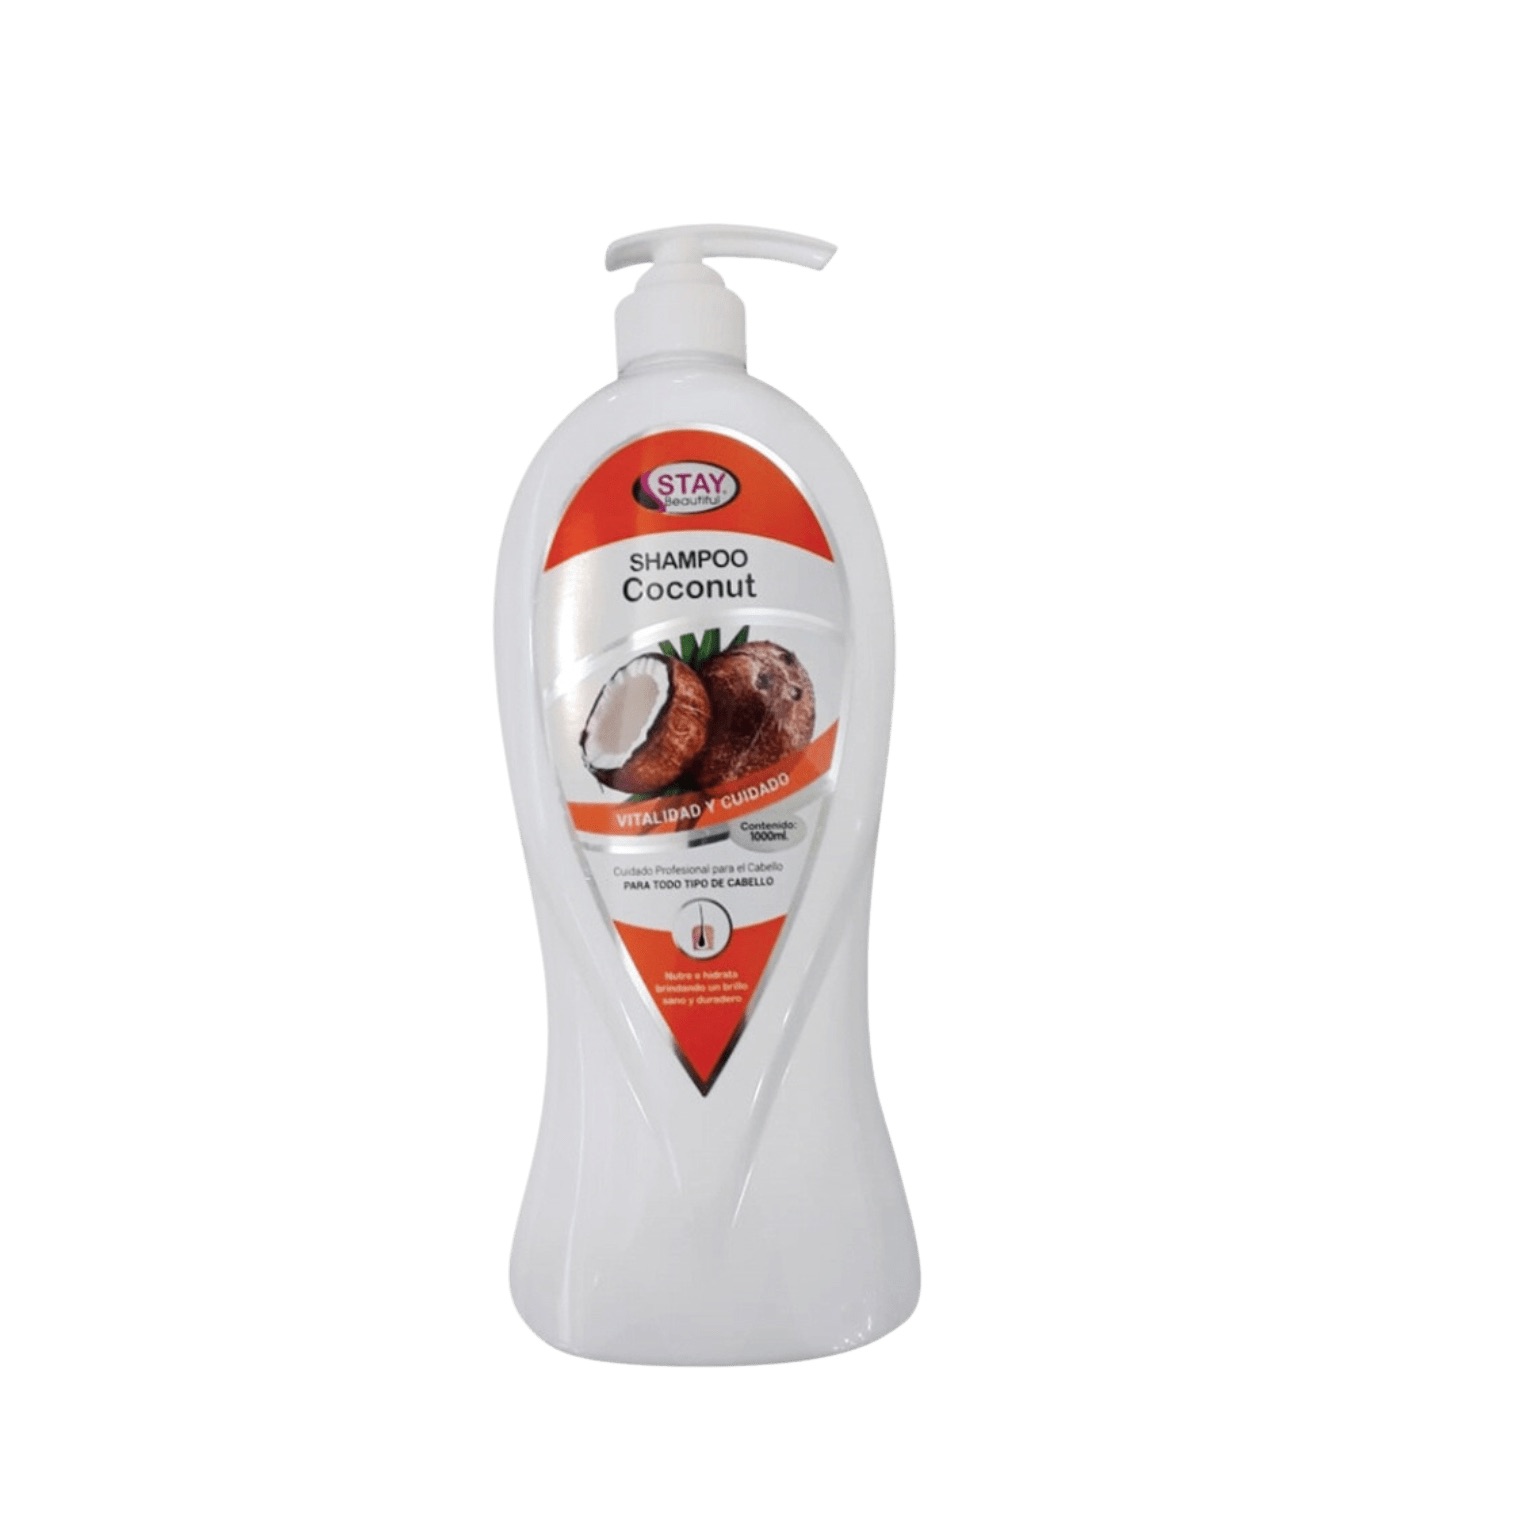 STAY
Beautiful
SHAMPOO
Coconut
VITALIDAD Y CUIDADO
Contenido:
1000ml.
Cuidado Profesional para el Cabello
PARA TODO TIPO DE CABELLO
Nutre e hidrata
brindando un brillo
sano y duradero